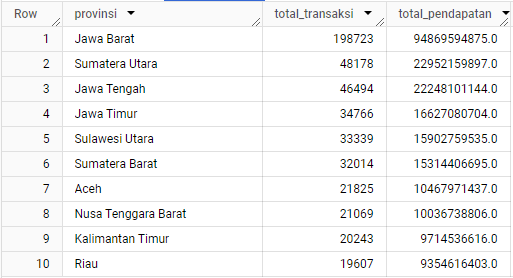 Row provinsi total_transaksi total_pendapatan
1 Jawa Barat 198723 94869594875.0
2 Sumatera Utara 48178 22952159897.0
3 Jawa Tengah 46494 22248101144.0
4 Jawa Timur 34766 16627080704.0
5 Sulawesi Utara 33339 15902759535.0
6 Sumatera Barat 32014 15314406695.0
7 Aceh 21825 10467971437.0
8 Nusa Tenggara Barat 21069 10036738806.0
9 Kalimantan Timur 20243 9714536616.0
10 Riau 19607 9354616403.0